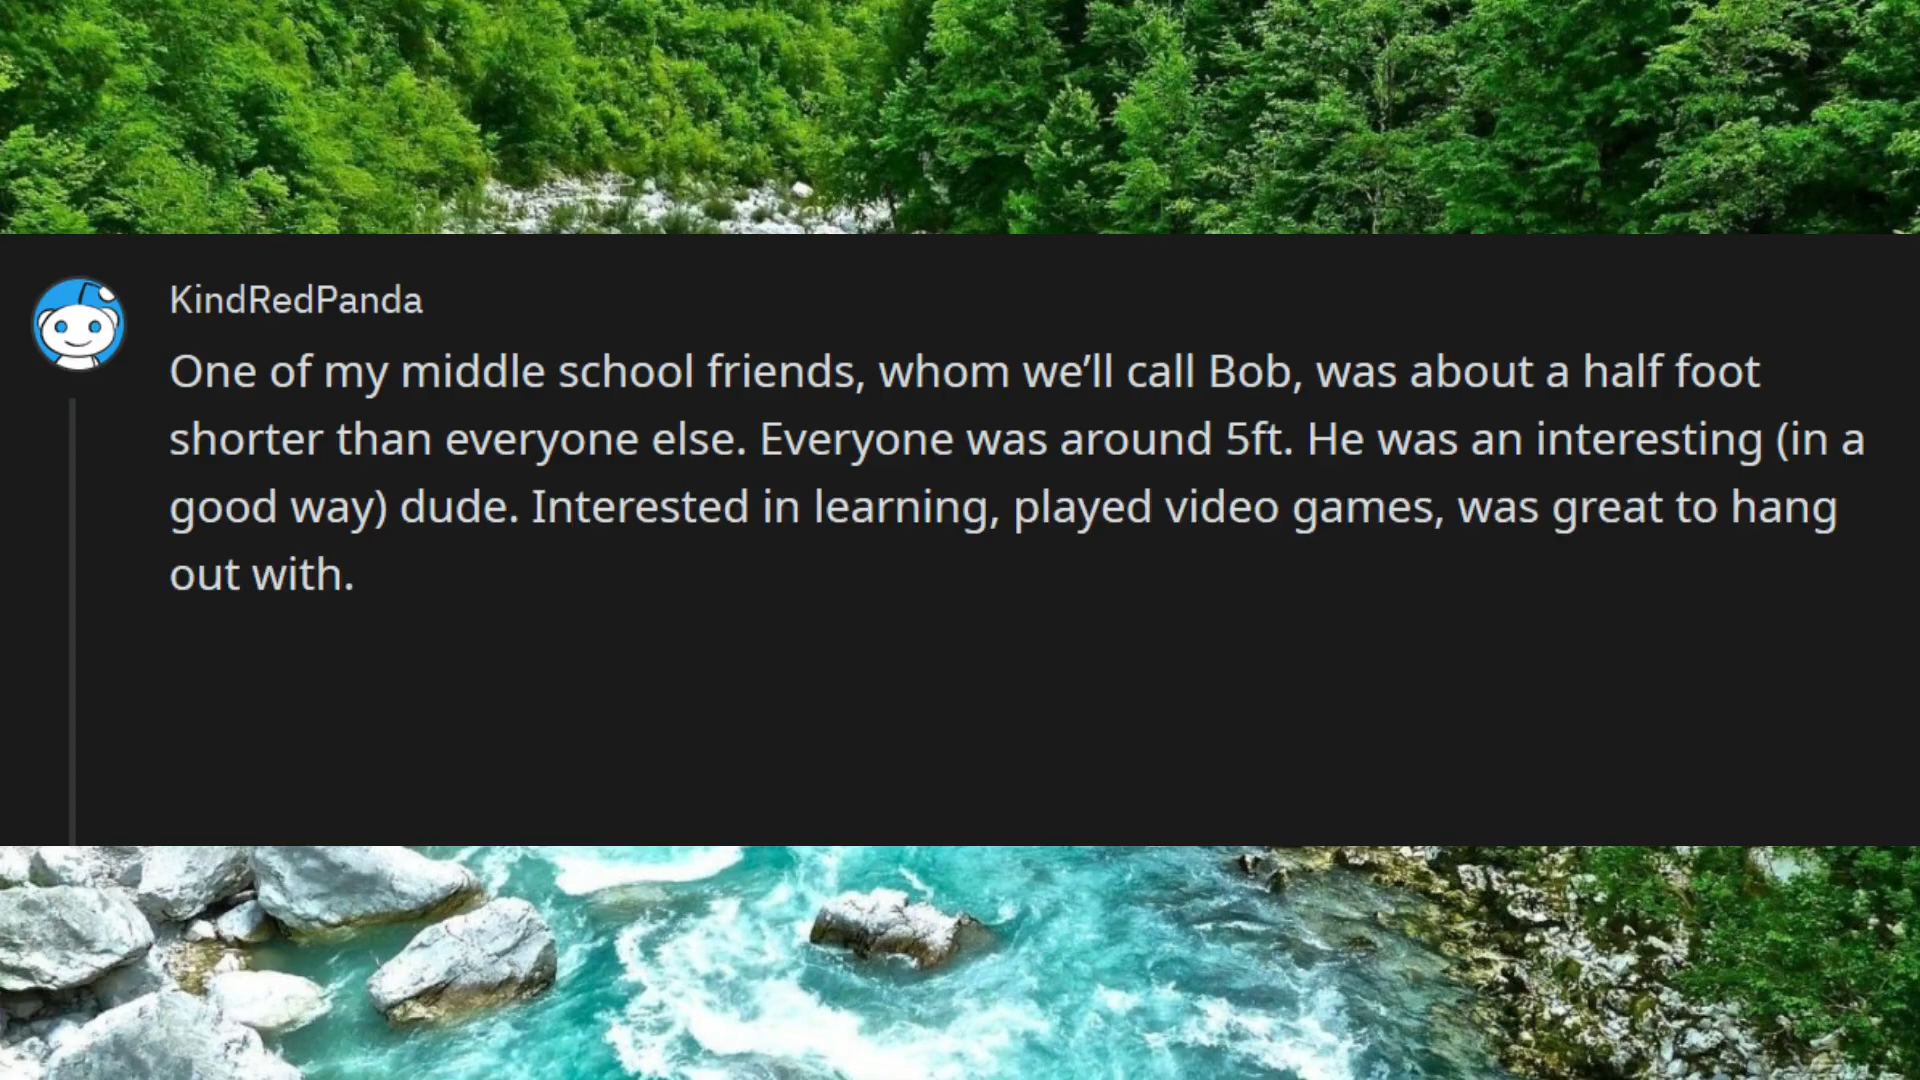 KindRedPanda
One of my middle school friends, whom we’ll call Bob, was about a half foot
shorter than everyone else. Everyone was around 5ft. He was an interesting (in a
good way) dude. Interested in learning, played video games, was great to hang
out with.